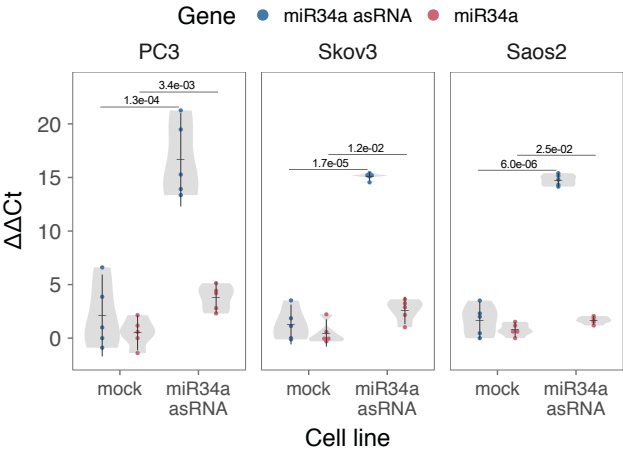 Gene miR34a asRNA miR34a
PC3 Skov3 Saos2
3.4e-03
1.3e-04
1.2e-02
1.7e-05
2.5e-02
6.0e-06
20
15
10
5
0
ΔΔCt
mock miR34a asRNA mock miR34a asRNA mock miR34a asRNA
Cell line